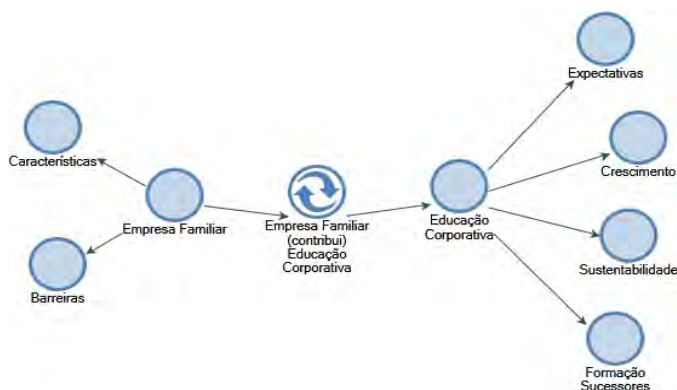 Expectativas
Características
Crescimento
Empresa Familiar
Empresa Familiar
(contribui)
Educação
Corporativa
Educação
Corporativa
Barreiras
Sustentabilidade
Formação
Sucessores